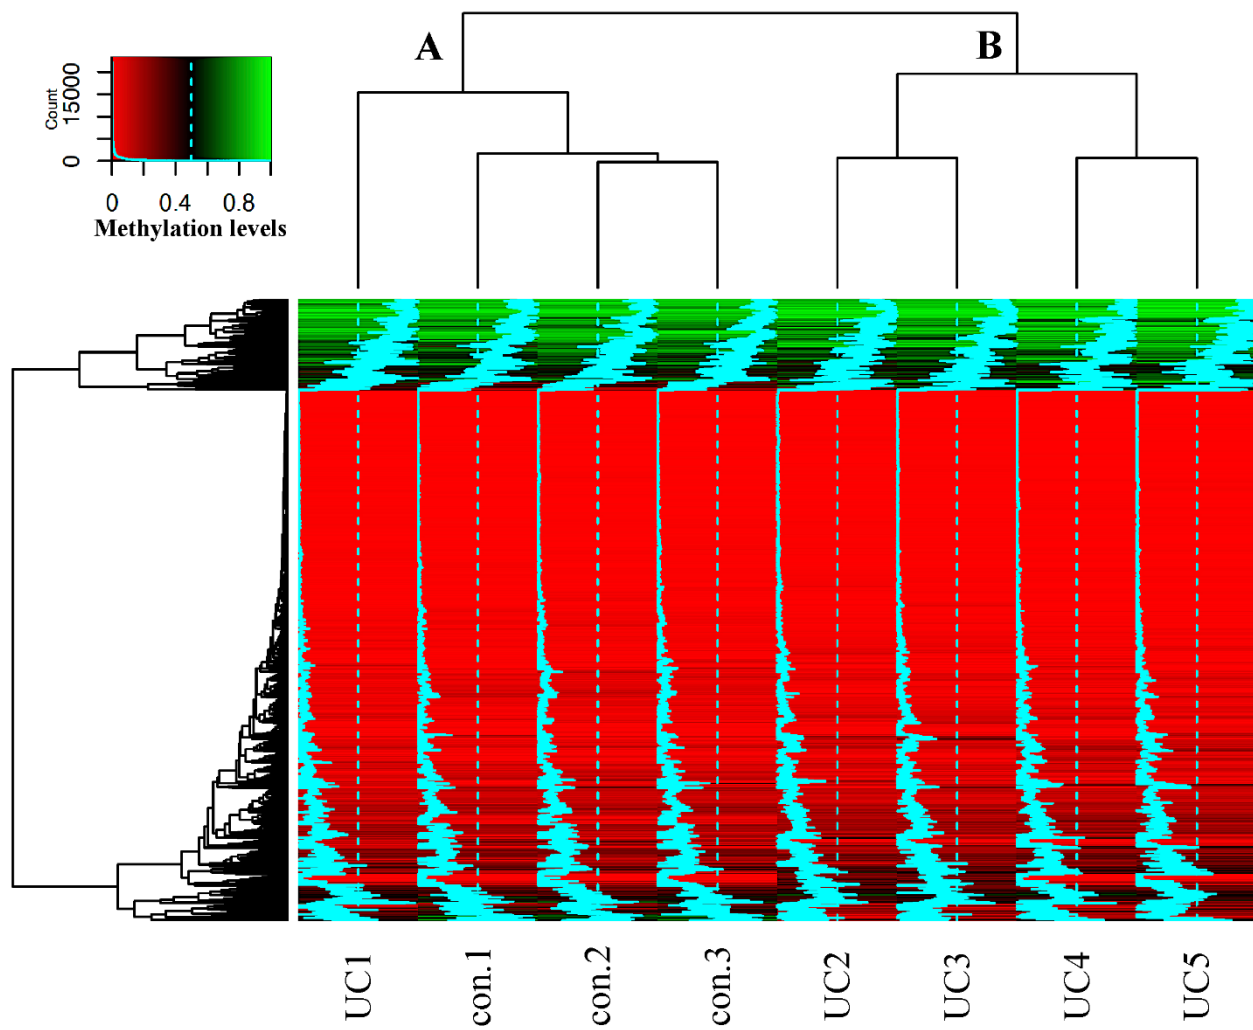 A
B
Count
0
15000
0
0.4
0.8
Methylation levels
UC1
con.1
con.2
con.3
UC2
UC3
UC4
UC5